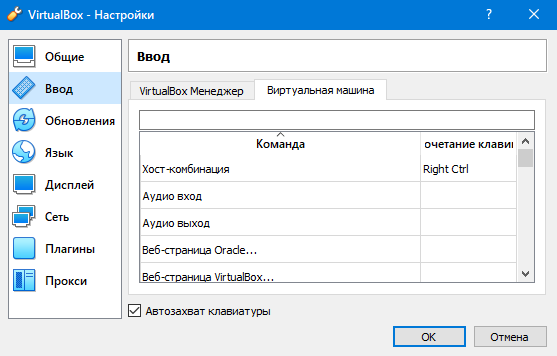 VirtualBox - Настройки
Общие
Ввод
Обновления
Язык
Дисплей
Сеть
Плагины
Прокси
Ввод
VirtualBox Менеджер
Виртуальная машина
Команда
очетание клави
Хост-комбинация Right Ctrl
Аудио вход
Аудио выход
Веб-страница Oracle...
Веб-страница VirtualBox...
Автозахват клавиатуры
OK
Отмена